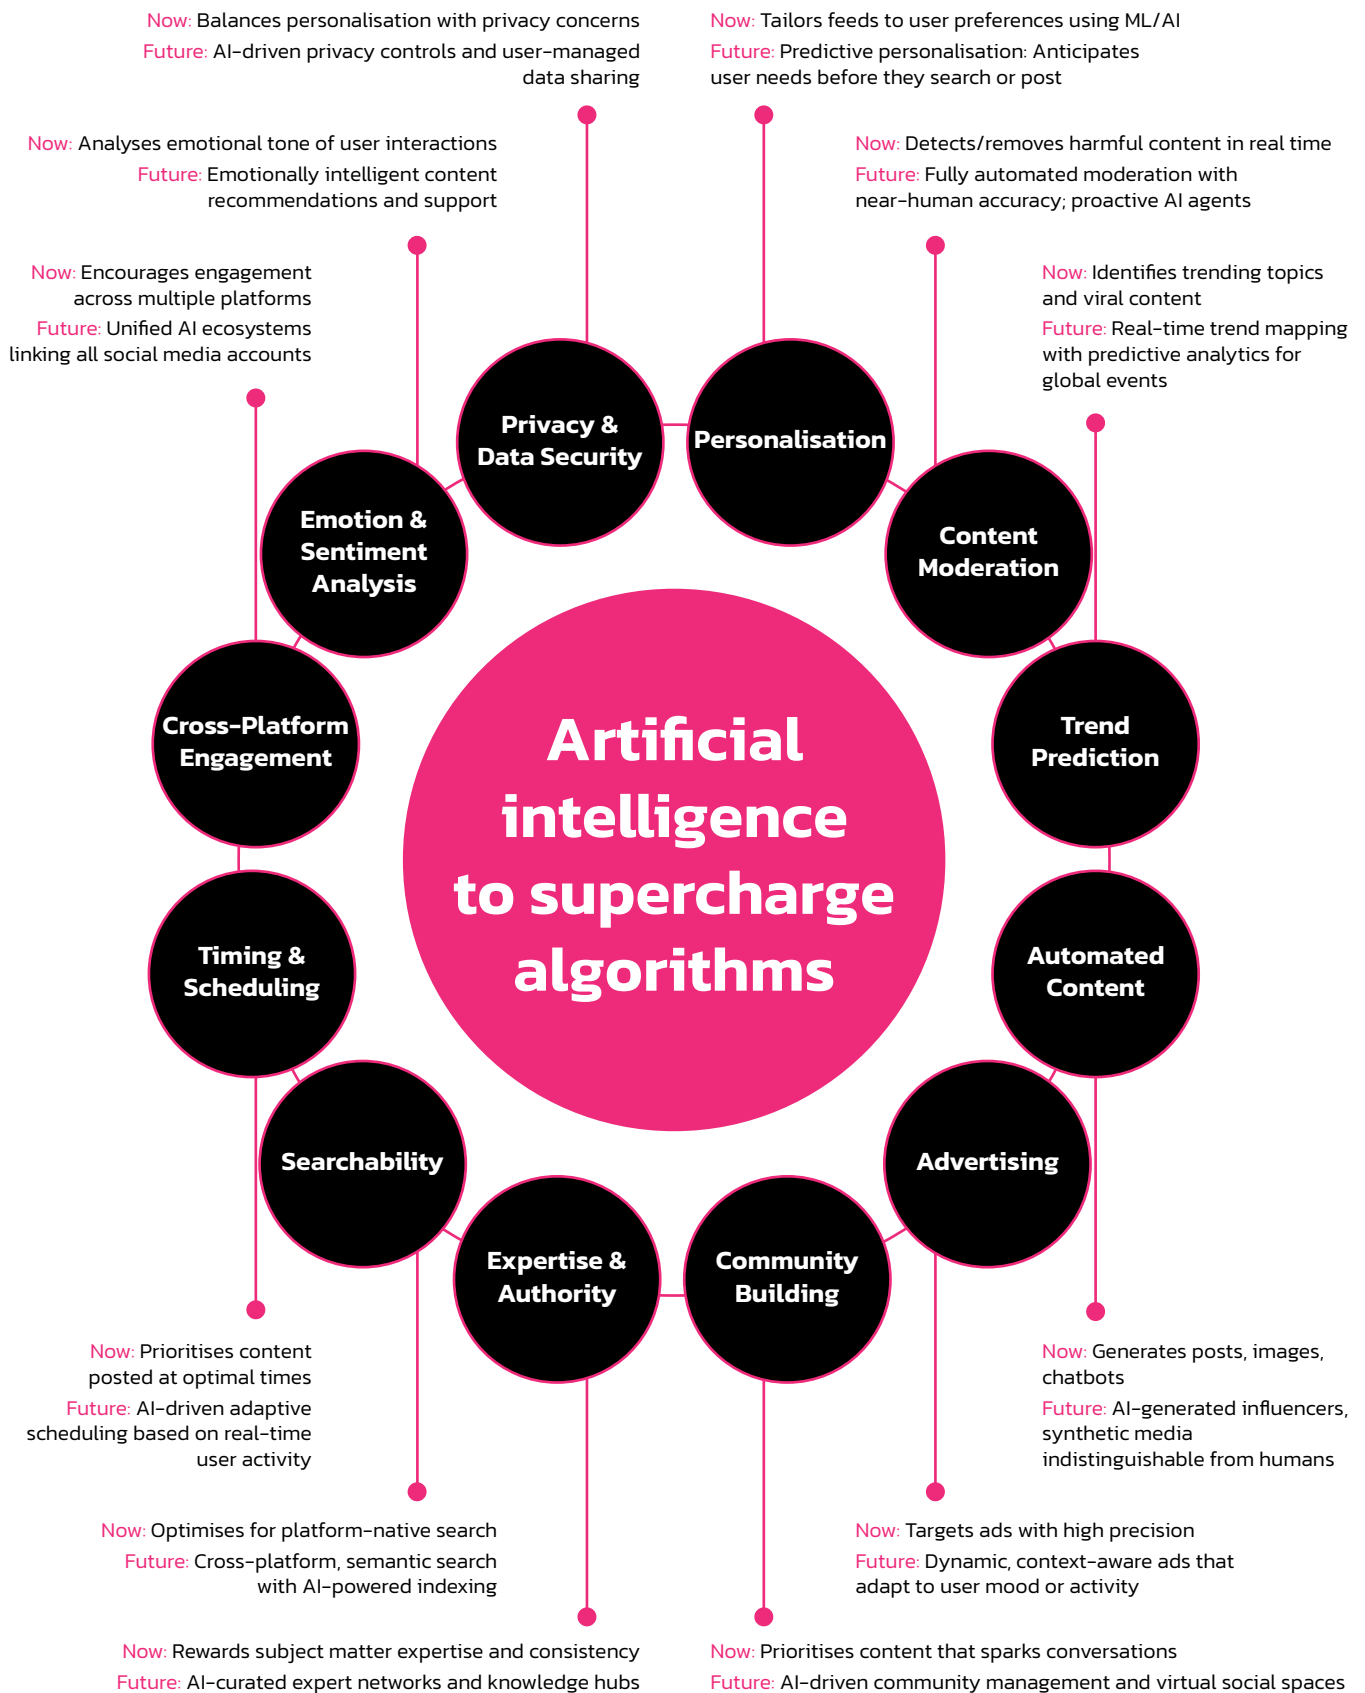 Now: Balances personalisation with privacy concerns
Future: AI-driven privacy controls and user-managed
data sharing
Now: Tailors feeds to user preferences using ML/AI
Future: Predictive personalisation: Anticipates
user needs before they search or post
Now: Analyses emotional tone of user interactions
Future: Emotionally intelligent content
recommendations and support
Now: Detects/removes harmful content in real time
Future: Fully automated moderation with
near-human accuracy; proactive AI agents
Now: Encourages engagement
across multiple platforms
Future: Unified AI ecosystems
linking all social media accounts
Now: Identifies trending topics
and viral content
Future: Real-time trend mapping
with predictive analytics for
global events
Privacy &
Data Security
Personalisation
Emotion &
Sentiment
Analysis
Content
Moderation
Cross-Platform
Engagement
Trend
Prediction
Artificial
intelligence
to supercharge
algorithms
Timing &
Scheduling
Automated
Content
Searchability
Advertising
Expertise &
Authority
Community
Building
Now: Prioritises content
posted at optimal times
Future: AI-driven adaptive
scheduling based on real-time
user activity
Now: Generates posts, images,
chatbots
Future: AI-generated influencers,
synthetic media
indistinguishable from humans
Now: Optimises for platform-native search
Future: Cross-platform, semantic search
with AI-powered indexing
Now: Targets ads with high precision
Future: Dynamic, context-aware ads that
adapt to user mood or activity
Now: Rewards subject matter expertise and consistency
Future: AI-curated expert networks and knowledge hubs
Now: Prioritises content that sparks conversations
Future: AI-driven community management and virtual social spaces